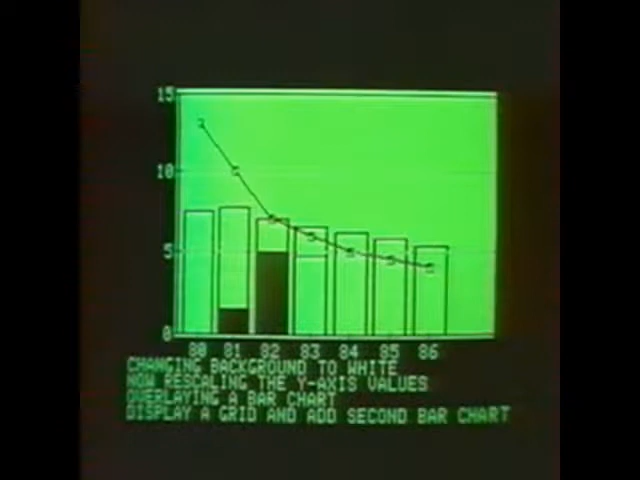 15
10
5
0
80 81 82 83 84 85 86
CHANGING BACKGROUND TO WHITE
NOW RESCALING THE Y-AXIS VALUES
OVERLAYING A BAR CHART
DISPLAY A GRID AND ADD SECOND BAR CHART